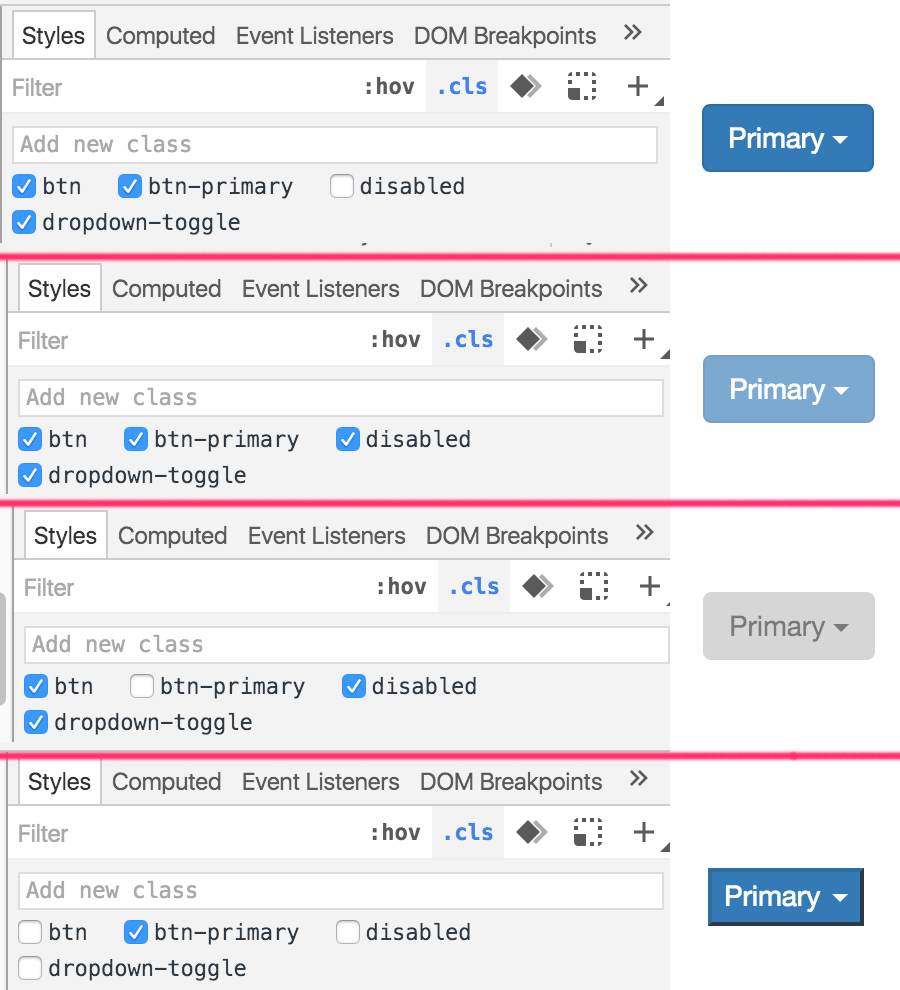 Styles Computed Event Listeners DOM Breakpoints »
Filter :hov .cls +
Add new class
btn btn-primary disabled
dropdown-toggle
Primary
Styles Computed Event Listeners DOM Breakpoints »
Filter :hov .cls +
Add new class
btn btn-primary disabled
dropdown-toggle
Primary
Styles Computed Event Listeners DOM Breakpoints »
Filter :hov .cls +
Add new class
btn btn-primary disabled
dropdown-toggle
Primary
Styles Computed Event Listeners DOM Breakpoints »
Filter :hov .cls +
Add new class
btn btn-primary disabled
dropdown-toggle
Primary